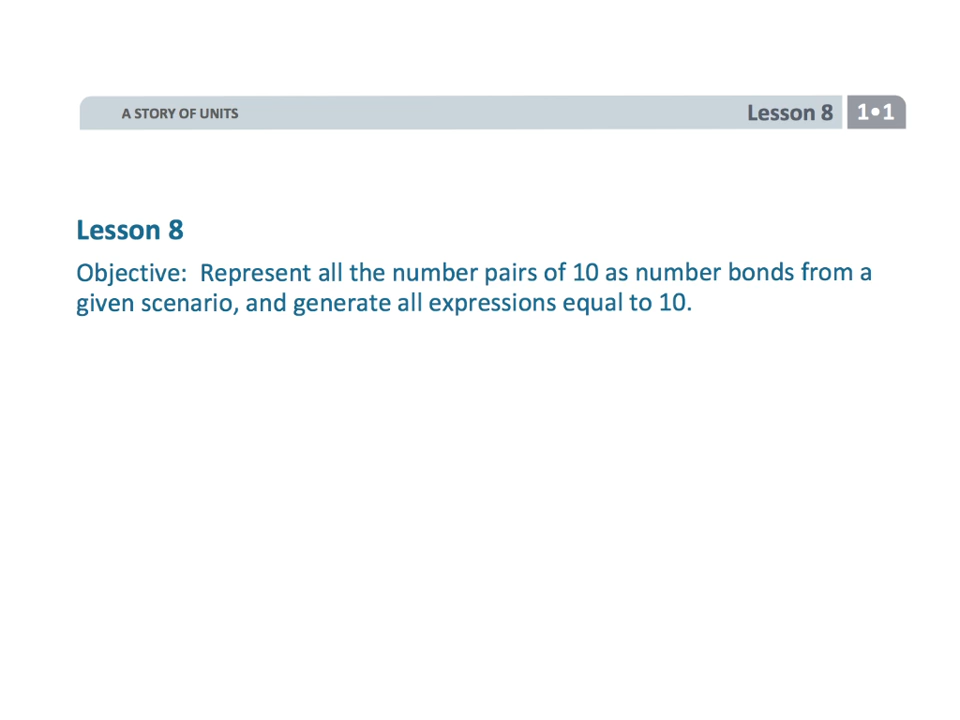 A STORY OF UNITS
Lesson 8
1•1
Lesson 8
Objective:  Represent all the number pairs of 10 as number bonds from a
given scenario, and generate all expressions equal to 10.